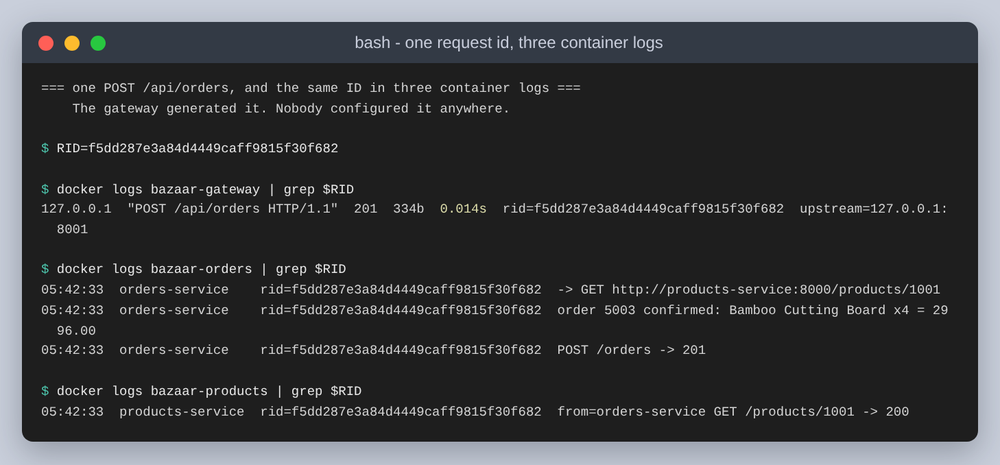 bash - one request id, three container logs
=== one POST /api/orders, and the same ID in three container logs ===
    The gateway generated it. Nobody configured it anywhere.
$ RID=f5dd287e3a84d4449caff9815f30f682
$ docker logs bazaar-gateway | grep $RID
127.0.0.1  "POST /api/orders HTTP/1.1"  201  334b  0.014s  rid=f5dd287e3a84d4449caff9815f30f682  upstream=127.0.0.1:
  8001
$ docker logs bazaar-orders | grep $RID
05:42:33  orders-service    rid=f5dd287e3a84d4449caff9815f30f682  -> GET http://products-service:8000/products/1001
05:42:33  orders-service    rid=f5dd287e3a84d4449caff9815f30f682  order 5003 confirmed: Bamboo Cutting Board x4 = 29
  96.00
05:42:33  orders-service    rid=f5dd287e3a84d4449caff9815f30f682  POST /orders -> 201
$ docker logs bazaar-products | grep $RID
05:42:33  products-service  rid=f5dd287e3a84d4449caff9815f30f682  from=orders-service GET /products/1001 -> 200